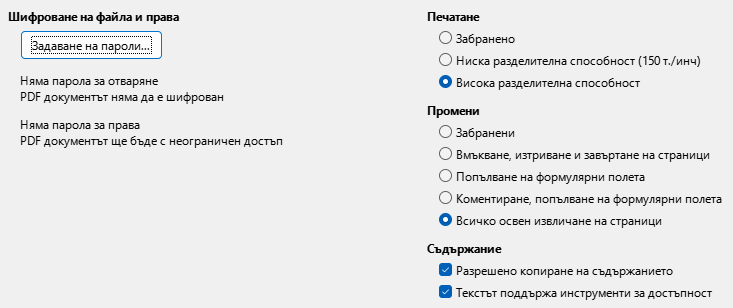 Шифроване на файла и права
Задаване на пароли...
Няма парола за отваряне
PDF документът няма да е шифрован
Няма парола за права
PDF документът ще бъде с неограничен достъп
Печатане
Забранено
Ниска разделителна способност (150 т./инч)
Висока разделителна способност
Промени
Забранени
Вмъкване, изтриване и завъртане на страници
Попълване на формулярни полета
Коментиране, попълване на формулярни полета
Всичко освен извличане на страници
Съдържание
Разрешено копиране на съдържанието
Текстът поддържа инструменти за достъпност